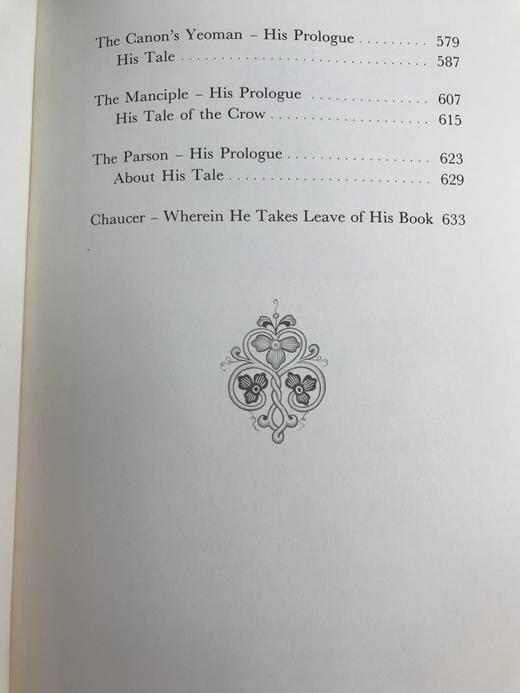 The Canon's Yeoman – His Prologue . . . . . . . . . 579
His Tale . . . . . . . . . . . . . . . . . . . . . . . . . . . . . . . 587
The Manciple – His Prologue . . . . . . . . . . . . . . 607
His Tale of the Crow . . . . . . . . . . . . . . . . . . . . 615
The Parson – His Prologue . . . . . . . . . . . . . . . . . 623
About His Tale . . . . . . . . . . . . . . . . . . . . . . . . . 629
Chaucer – Wherein He Takes Leave of His Book 633